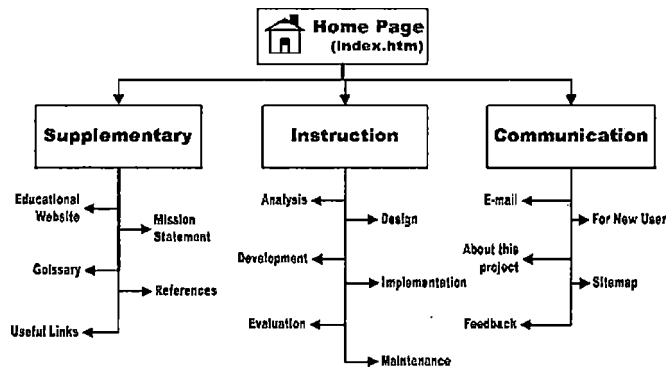 Home Page
(index.htm)
Supplementary
Instruction
Communication
Educational
Website
Mission
Statement
Golssary
References
Useful Links
Analysis
Design
Development
Implementation
Evaluation
Maintanance
E-mail
For New User
About this
project
Sitemap
Feedback